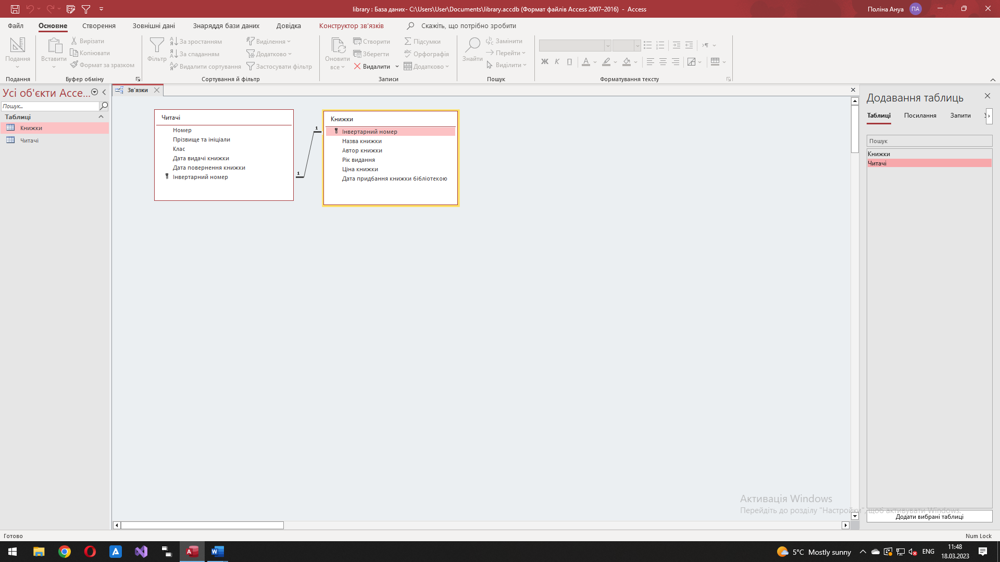 library : База даних- C:\Users\User\Documents\library.accdb (Формат файлів Access 2007–2016) - Access
Поліна Ануа
ПА
Файл
Основне
Створення
Зовнішні дані
Знаряддя бази даних
Довідка
Конструктор зв’язків
Скажіть, що потрібно зробити
Подання
Вставити
Вирізати
Копіювати
Формат за зразком
Фільтр
За зростанням
За спаданням
Видалити сортування
Виділення
Додатково
Застосувати фільтр
Оновити
все
Створити
Зберегти
Видалити
Підсумки
Орфографія
Додатково
Знайти
Замінити
Перейти
Виділити
Ж К П
Подання
Буфер обміну
Сортування й фільтр
Записи
Пошук
Форматування тексту
Усі об'єкти Acce...
Пошук...
Таблиці
Книжки
Читачі
Зв’язки
Читачі
Номер
Прізвище та ініціали
Клас
Дата видачі книжки
Дата повернення книжки
Інвертарний номер
1
1
Книжки
Інвертарний номер
Назва книжки
Автор книжки
Рік видання
Ціна книжки
Дата придбання книжки бібліотекою
Додавання таблиць
Таблиці
Посилання
Запити
Пошук
Книжки
Читачі
Активація Windows
Перейдіть до розділу "Настройки", щоб активувати Windows.
Додати вибрані таблиці
Готово
Num Lock
5°C Mostly sunny
ENG
11:48
18.03.2023